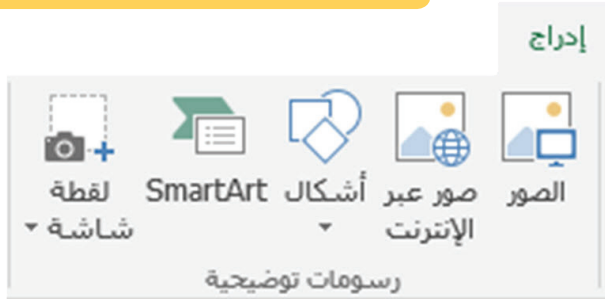 إدراج
الصور
صور عبر
الإنترنت
أشكال
SmartArt
لقطة
شاشة
رسومات توضيحية